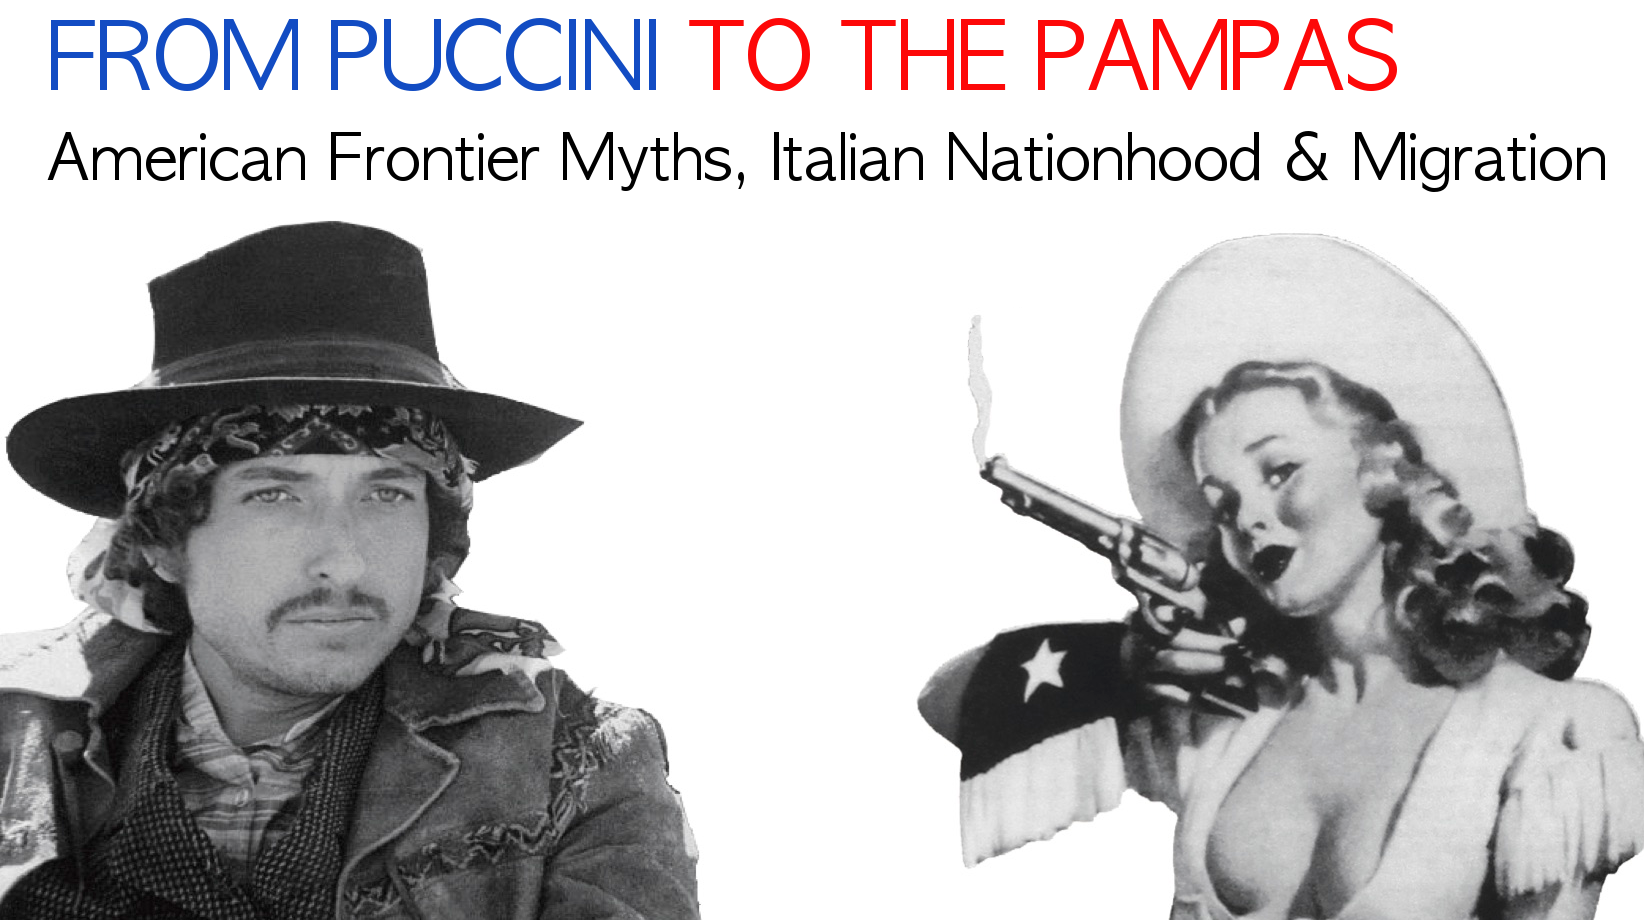 FROM PUCCINI TO THE PAMPAS
American Frontier Myths, Italian Nationhood & Migration